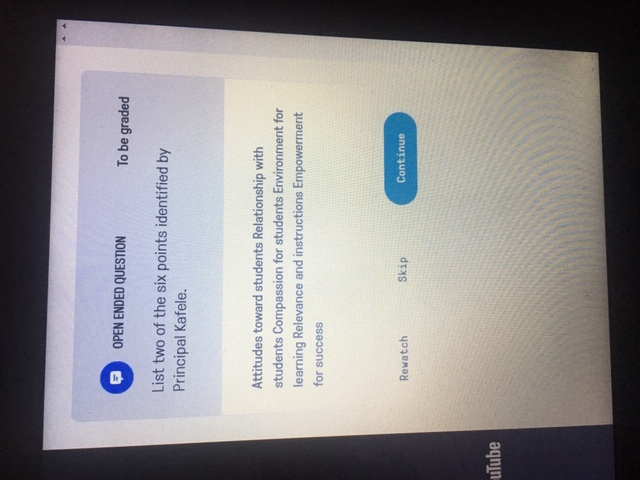 OPEN ENDED QUESTION
To be graded
List two of the six points identified by
Principal Kafele.
Attitudes toward students Relationship with
students Compassion for students Environment for
learning Relevance and instructions Empowerment
for success
Rewatch
Skip
Continue
uTube